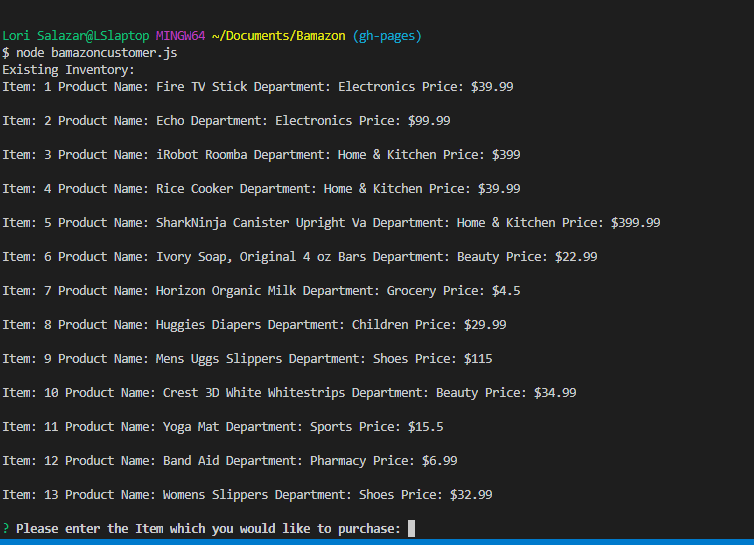 Lori Salazar@LSlaptop MINGW64 ~/Documents/Bamazon (gh-pages)
$ node bamazoncustomer.js
Existing Inventory:
Item: 1 Product Name: Fire TV Stick Department: Electronics Price: $39.99
Item: 2 Product Name: Echo Department: Electronics Price: $99.99
Item: 3 Product Name: iRobot Roomba Department: Home & Kitchen Price: $399
Item: 4 Product Name: Rice Cooker Department: Home & Kitchen Price: $39.99
Item: 5 Product Name: SharkNinja Canister Upright Va Department: Home & Kitchen Price: $399.99
Item: 6 Product Name: Ivory Soap, Original 4 oz Bars Department: Beauty Price: $22.99
Item: 7 Product Name: Horizon Organic Milk Department: Grocery Price: $4.5
Item: 8 Product Name: Huggies Diapers Department: Children Price: $29.99
Item: 9 Product Name: Mens Uggs Slippers Department: Shoes Price: $115
Item: 10 Product Name: Crest 3D White Whitestrips Department: Beauty Price: $34.99
Item: 11 Product Name: Yoga Mat Department: Sports Price: $15.5
Item: 12 Product Name: Band Aid Department: Pharmacy Price: $6.99
Item: 13 Product Name: Womens Slippers Department: Shoes Price: $32.99
? Please enter the Item which you would like to purchase: